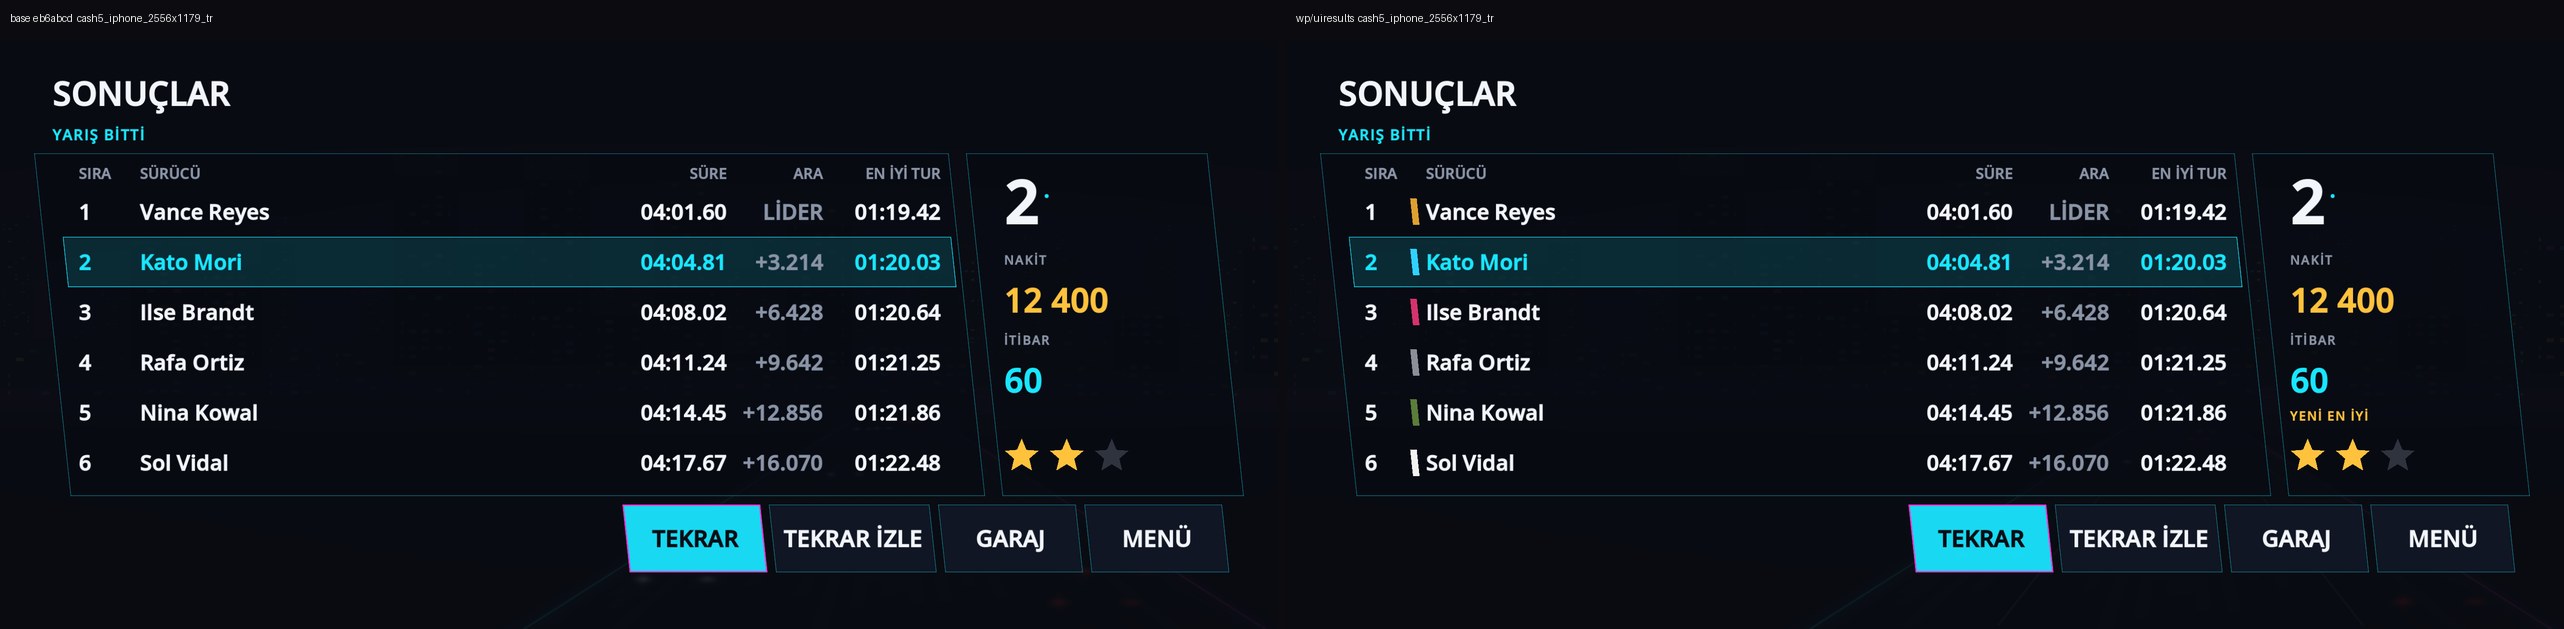 base eb6abcd cash5_iphone_2556x1179_tr
SONUÇLAR
YARIŞ BİTTİ
SIRA SÜRÜCÜ SÜRE ARA EN İYİ TUR
1 Vance Reyes 04:01.60 LİDER 01:19.42
2 Kato Mori 04:04.81 +3.214 01:20.03
3 Ilse Brandt 04:08.02 +6.428 01:20.64
4 Rafa Ortiz 04:11.24 +9.642 01:21.25
5 Nina Kowal 04:14.45 +12.856 01:21.86
6 Sol Vidal 04:17.67 +16.070 01:22.48
2.
NAKİT
12 400
İTİBAR
60
TEKRAR TEKRAR İZLE GARAJ MENÜ
wp/uiresults cash5_iphone_2556x1179_tr
SONUÇLAR
YARIŞ BİTTİ
SIRA SÜRÜCÜ SÜRE ARA EN İYİ TUR
1 Vance Reyes 04:01.60 LİDER 01:19.42
2 Kato Mori 04:04.81 +3.214 01:20.03
3 Ilse Brandt 04:08.02 +6.428 01:20.64
4 Rafa Ortiz 04:11.24 +9.642 01:21.25
5 Nina Kowal 04:14.45 +12.856 01:21.86
6 Sol Vidal 04:17.67 +16.070 01:22.48
2.
NAKİT
12 400
İTİBAR
60
YENİ EN İYİ
TEKRAR TEKRAR İZLE GARAJ MENÜ